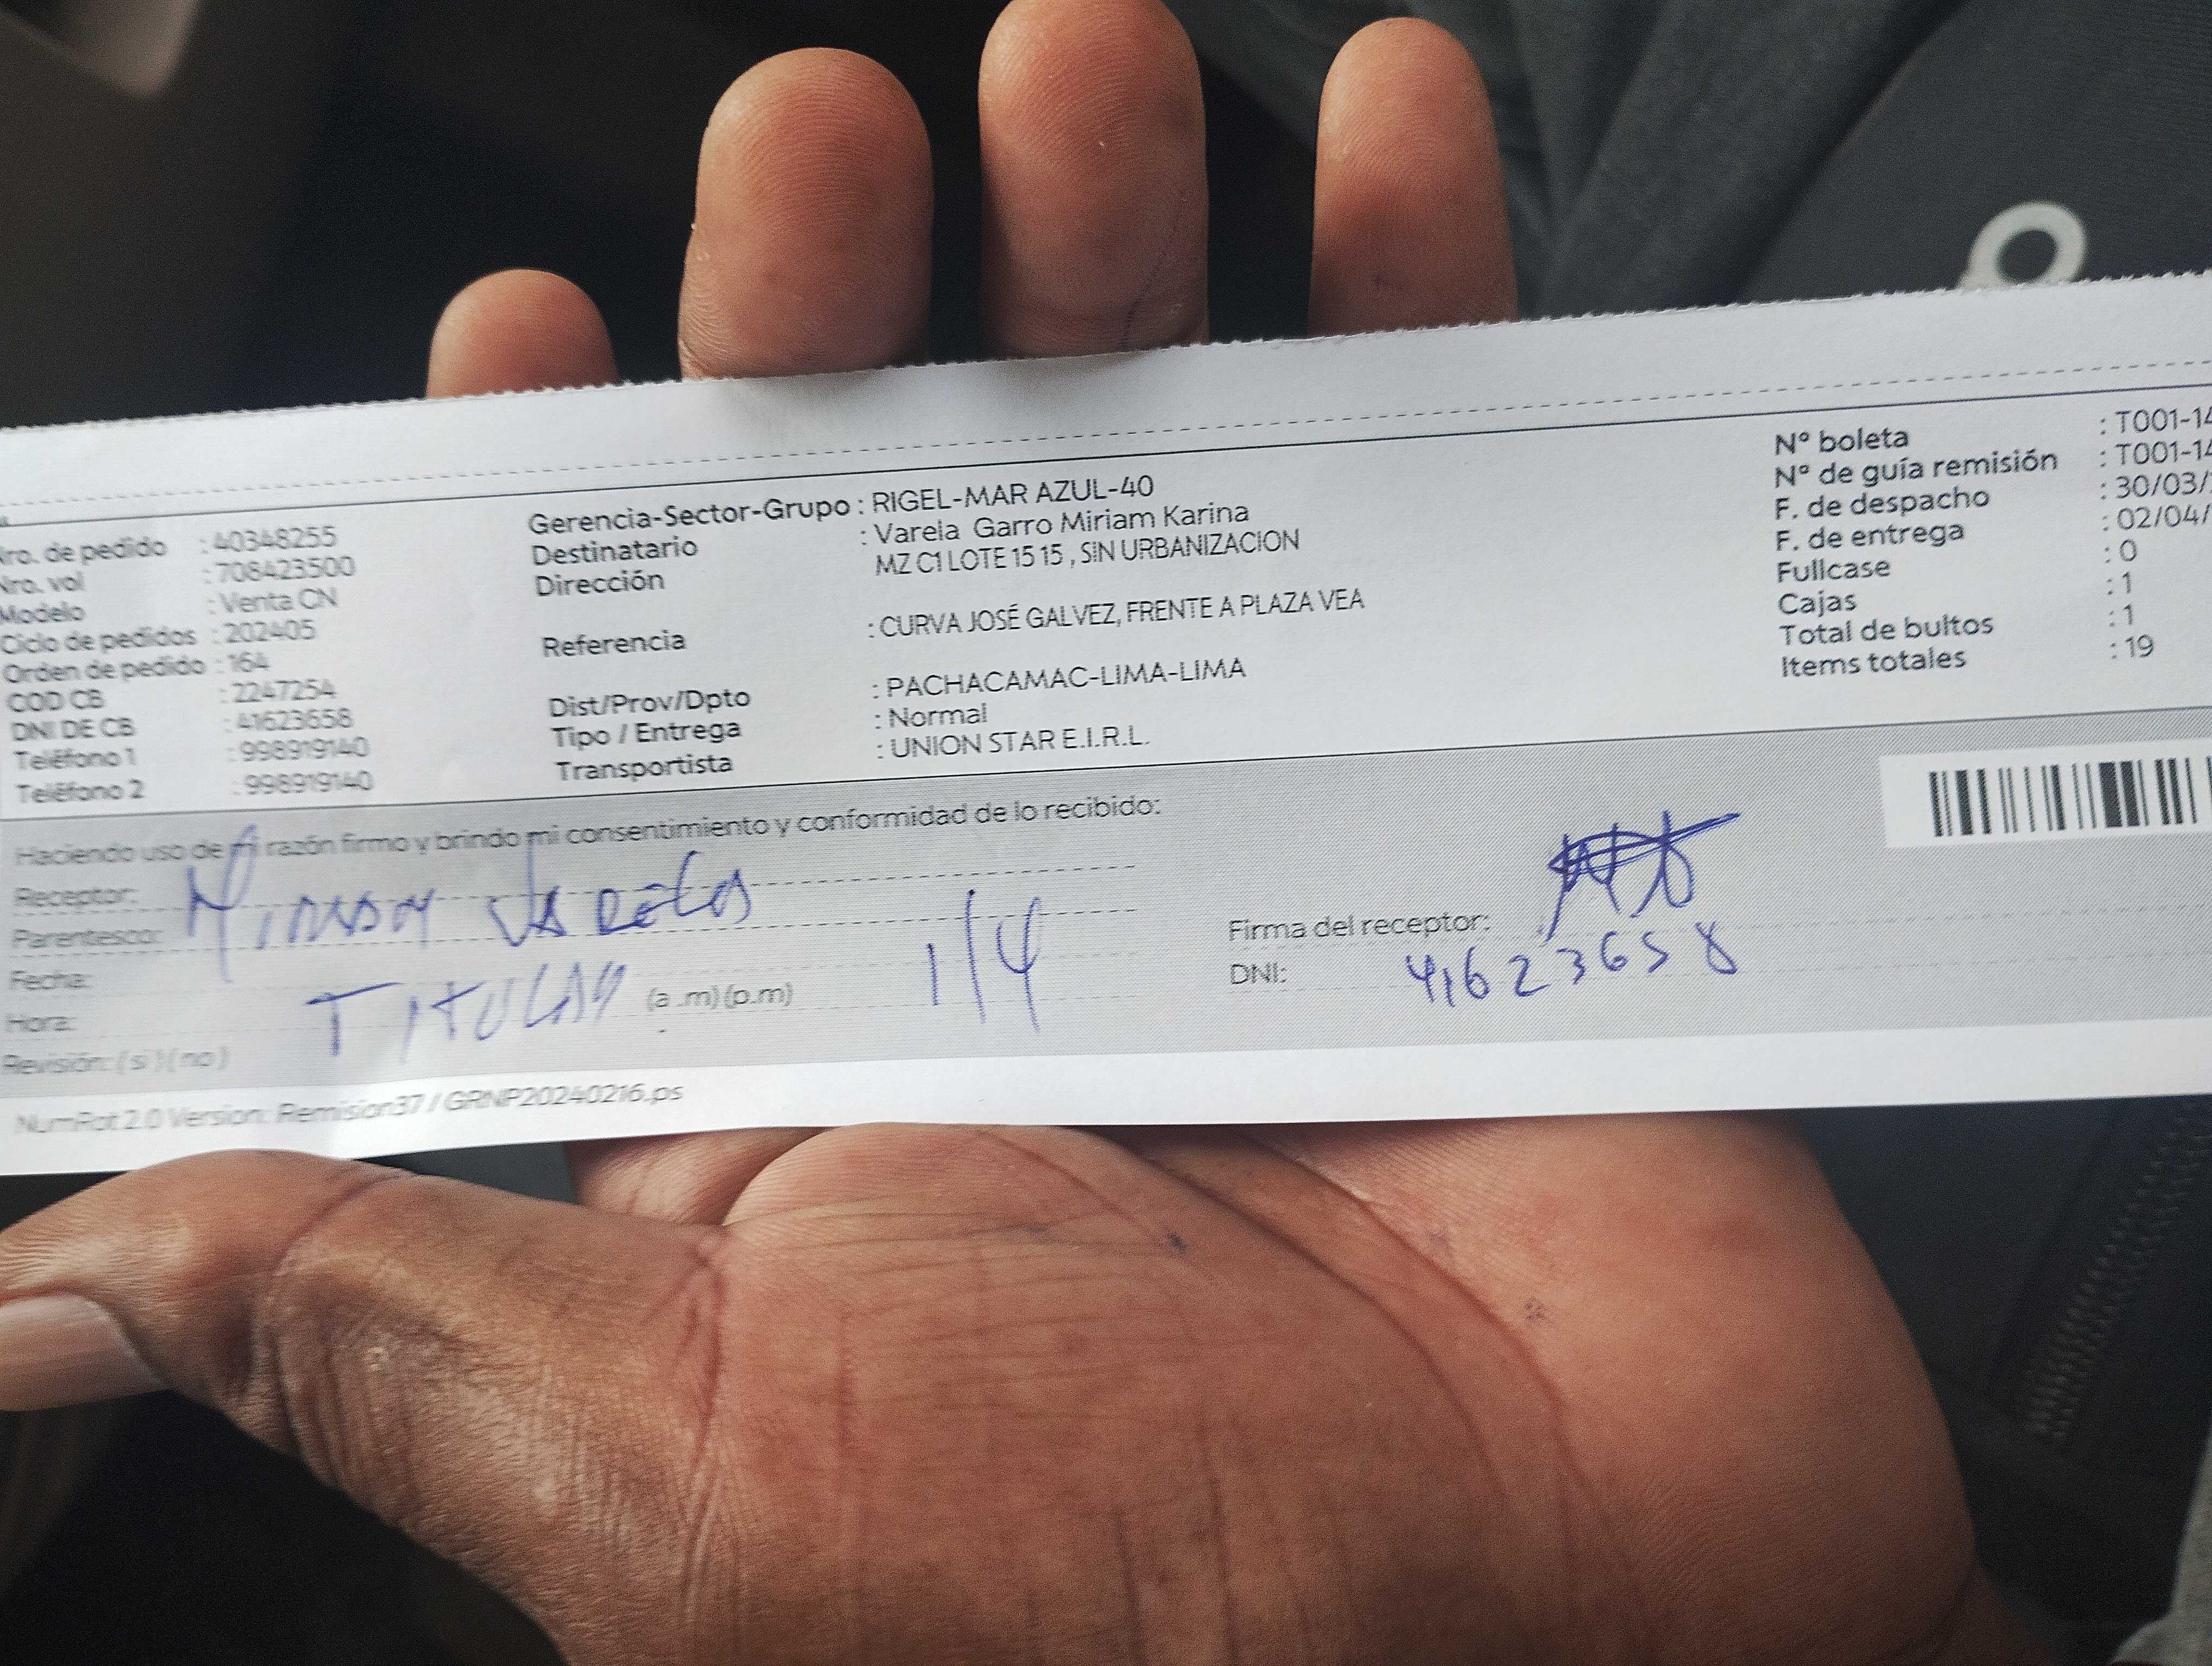 Nro. de pedido : 40348255
Nro. vol : 708423500
Modelo : Venta CN
Ciclo de pedidos : 202405
Orden de pedido : 164
COD CB : 2247254
DNI DE CB : 41623658
Teléfono 1 : 998919140
Teléfono 2 : 998919140
Gerencia-Sector-Grupo : RIGEL-MAR AZUL-40
Destinatario : Varela Garro Miriam Karina
Dirección MZ C1 LOTE 15 15 , SIN URBANIZACION
Referencia : CURVA JOSÉ GALVEZ, FRENTE A PLAZA VEA
Dist/Prov/Dpto : PACHACAMAC-LIMA-LIMA
Tipo / Entrega : Normal
Transportista : UNION STAR E.I.R.L.
Nº boleta : T001-14
Nº de guía remisión : T001-14
F. de despacho : 30/03/
F. de entrega : 02/04/
Fullcase : 0
Cajas : 1
Total de bultos : 1
Items totales : 19
Haciendo uso de mi razón firmo y brindo mi consentimiento y conformidad de lo recibido:
Receptor:
Parentesco:
Fecha: 1/4
Hora: TITULAR (a .m) (p.m)
Revisión: ( si ) ( no )
Firma del receptor:
DNI: 41623658
NumRot 2.0 Version: Remision37 / GRNP20240216.ps